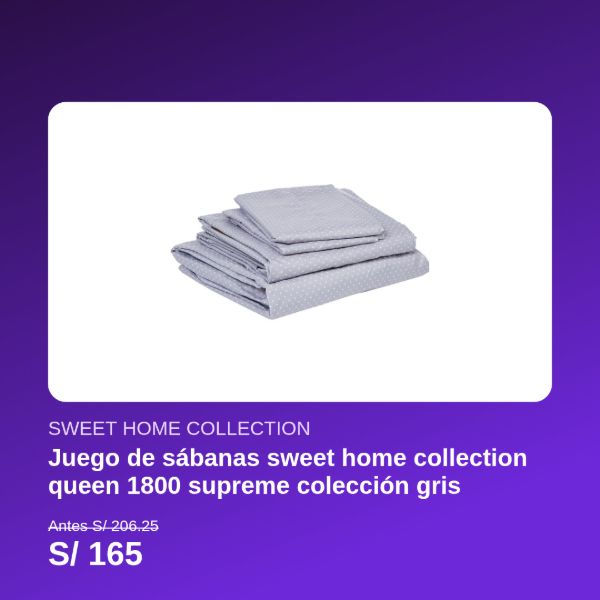 SWEET HOME COLLECTION
Juego de sábanas sweet home collection
queen 1800 supreme colección gris
Antes S/ 206.25
S/ 165